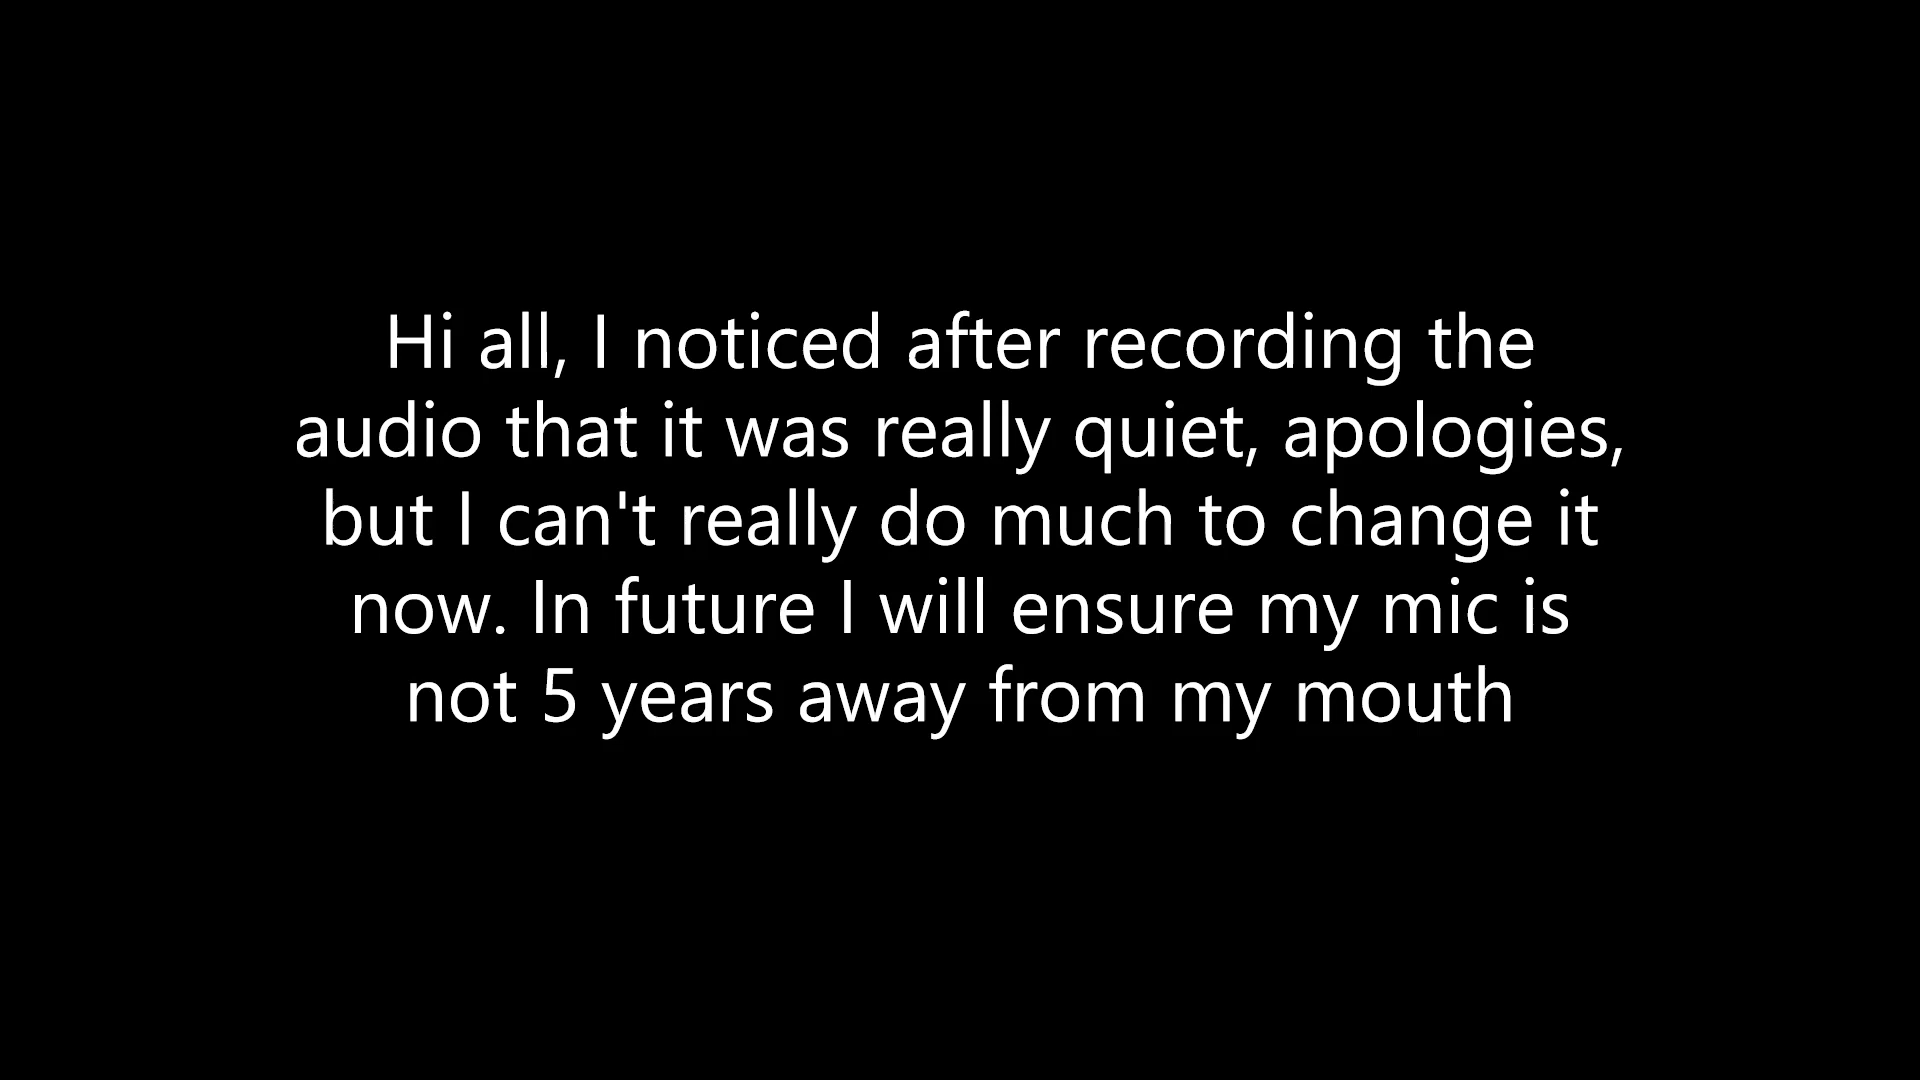 Hi all, I noticed after recording the
audio that it was really quiet, apologies,
but I can't really do much to change it
now. In future I will ensure my mic is
not 5 years away from my mouth